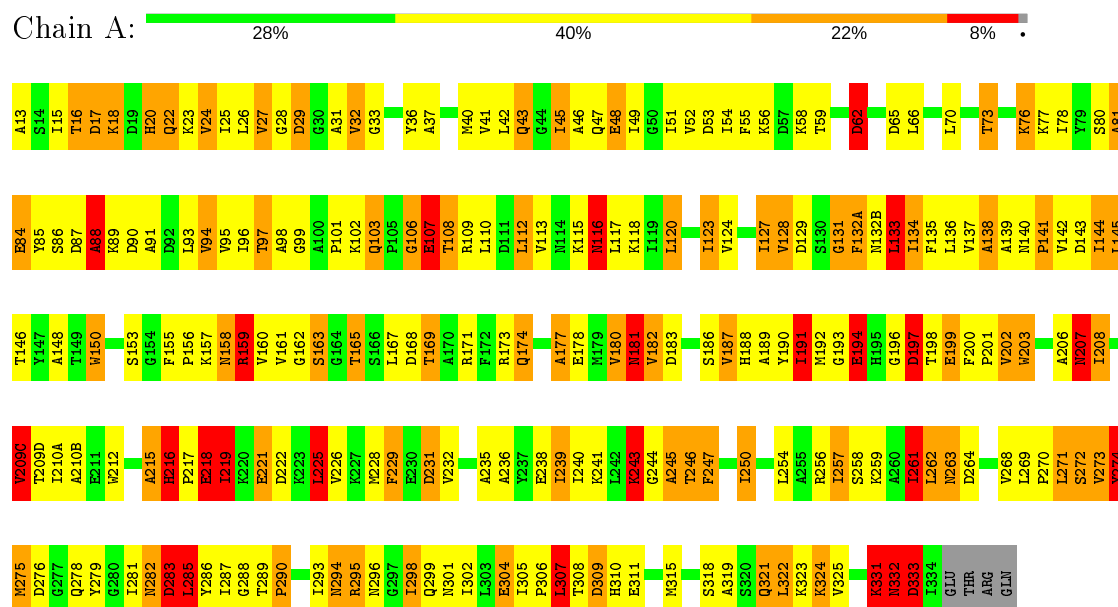 Chain A:
28% 40% 22% 8% •
A13 S14 I15 T16 D17 K18 D19 H20 Q22 K23 V24 I25 L26 V27 G28 D29 G30 A31 V32 G33 Y36 A37 M40 V41 L42 Q43 G44 I45 A46 Q47 E48 I49 G50 I51 V52 D53 I54 F55 K56 D57 K58 T59 D62 D65 L66 L70 T73 K76 K77 I78 Y79 S80 A81
E84 Y85 S86 D87 A88 K89 D90 A91 D92 L93 V94 V95 I96 T97 A98 G99 A100 P101 K102 Q103 P105 G106 E107 T108 R109 L110 D111 L112 V113 N114 K115 N116 L117 K118 I119 L120 I123 V124 I127 V128 D129 S130 G131 F132A N132B L133 I134 F135 L136 V137 A138 A139 N140 P141 V142 D143 I144 I145
T146 Y147 A148 T149 W150 S153 G154 F155 P156 K157 N158 R159 V160 V161 G162 S163 G164 T165 S166 L167 D168 T169 A170 R171 F172 R173 Q174 A177 E178 M179 V180 N181 V182 D183 S186 V187 H188 A189 Y190 I191 M192 G193 E194 H195 G196 D197 T198 E199 F200 P201 V202 W203 A206 N207 I208
V209C T209D I210A A210B E211 W212 A215 H216 P217 E218 I219 K220 E221 D222 K223 L225 V226 K227 M228 F229 E230 D231 V232 A235 A236 Y237 E238 I239 I240 K241 L242 K243 G244 A245 T246 F247 I250 L254 A255 R256 I257 S258 K259 A260 I261 L262 N263 D264 V268 L269 P270 L271 S272 V273 Y274
M275 D276 G277 Q278 Y279 G280 I281 N282 D283 L285 Y286 I287 G288 T289 P290 I293 N294 R295 N296 G297 I298 Q299 N301 I302 L303 E304 I305 P306 L307 T308 D309 H310 E311 M315 S318 A319 S320 Q321 L322 K323 K324 V325 K331 N332 D333 I334 GLU THR ARG GLN